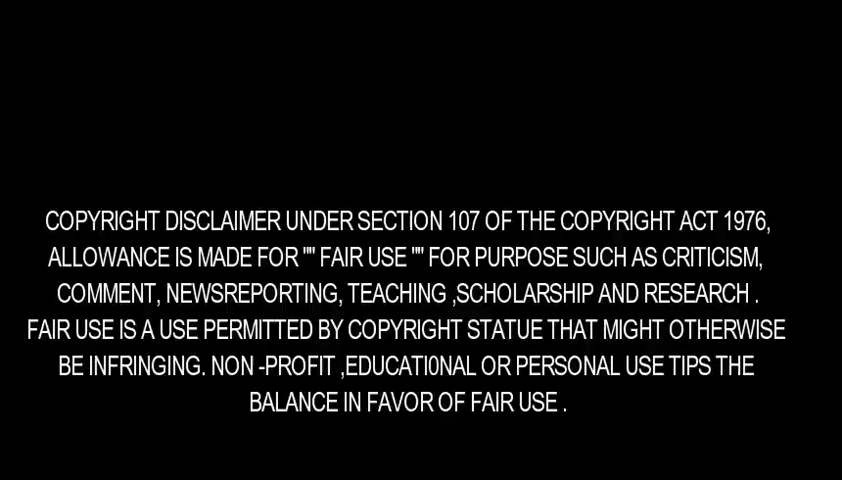 COPYRIGHT DISCLAIMER UNDER SECTION 107 OF THE COPYRIGHT ACT 1976,
ALLOWANCE IS MADE FOR "" FAIR USE "" FOR PURPOSE SUCH AS CRITICISM,
COMMENT, NEWSREPORTING, TEACHING ,SCHOLARSHIP AND RESEARCH .
FAIR USE IS A USE PERMITTED BY COPYRIGHT STATUE THAT MIGHT OTHERWISE
BE INFRINGING. NON -PROFIT ,EDUCATI0NAL OR PERSONAL USE TIPS THE
BALANCE IN FAVOR OF FAIR USE .